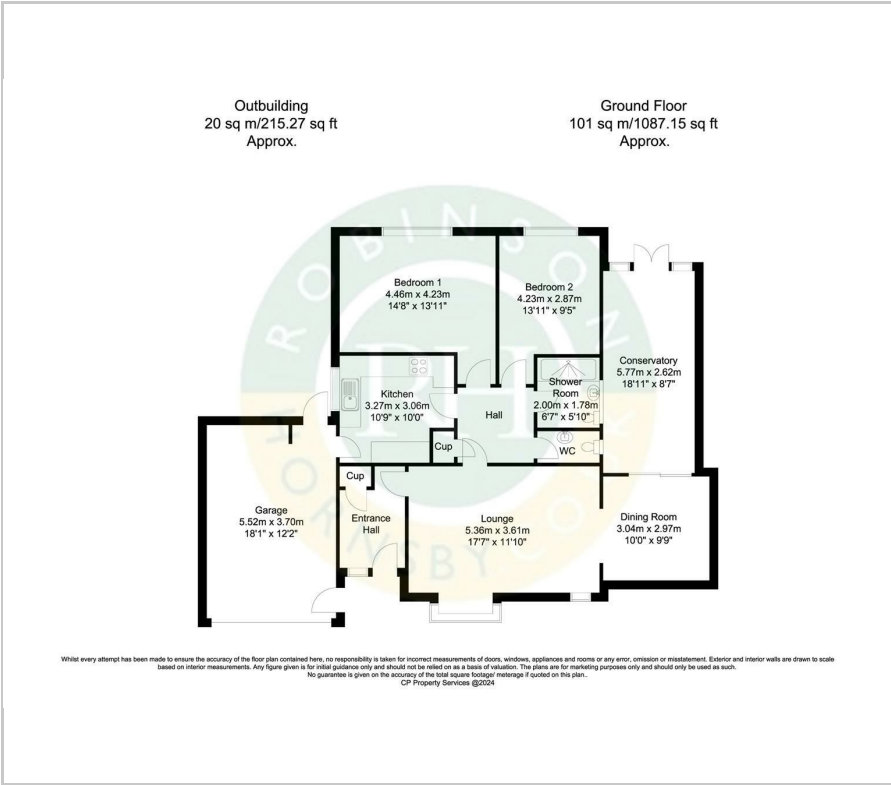 Outbuilding
20 sq m/215.27 sq ft
Approx.
Ground Floor
101 sq m/1087.15 sq ft
Approx.
ROBINSON
HORNSBY COOK
PH
Bedroom 1
4.46m x 4.23m
14'8" x 13'11"
Bedroom 2
4.23m x 2.87m
13'11" x 9'5"
Conservatory
5.77m x 2.62m
18'11" x 8'7"
Kitchen
3.27m x 3.06m
10'9" x 10'0"
Hall
Shower
Room
2.00m x 1.78m
6'7" x 5'10"
Cup
WC
Cup
Garage
5.52m x 3.70m
18'1" x 12'2"
Entrance
Hall
Lounge
5.36m x 3.61m
17'7" x 11'10"
Dining Room
3.04m x 2.97m
10'0" x 9'9"
Whilst every attempt has been made to ensure the accuracy of the floor plan contained here, no responsibility is taken for incorrect measurements of doors, windows, appliances and rooms or any error, omission or misstatement. Exterior and interior walls are drawn to scale
based on interior measurements. Any figure given is for initial guidance only and should not be relied on as a basis of valuation. The plans are for marketing purposes only and should only be used as such.
No guarantee is given on the accuracy of the total square footage/ meterage if quoted on this plan..
CP Property Services @2024